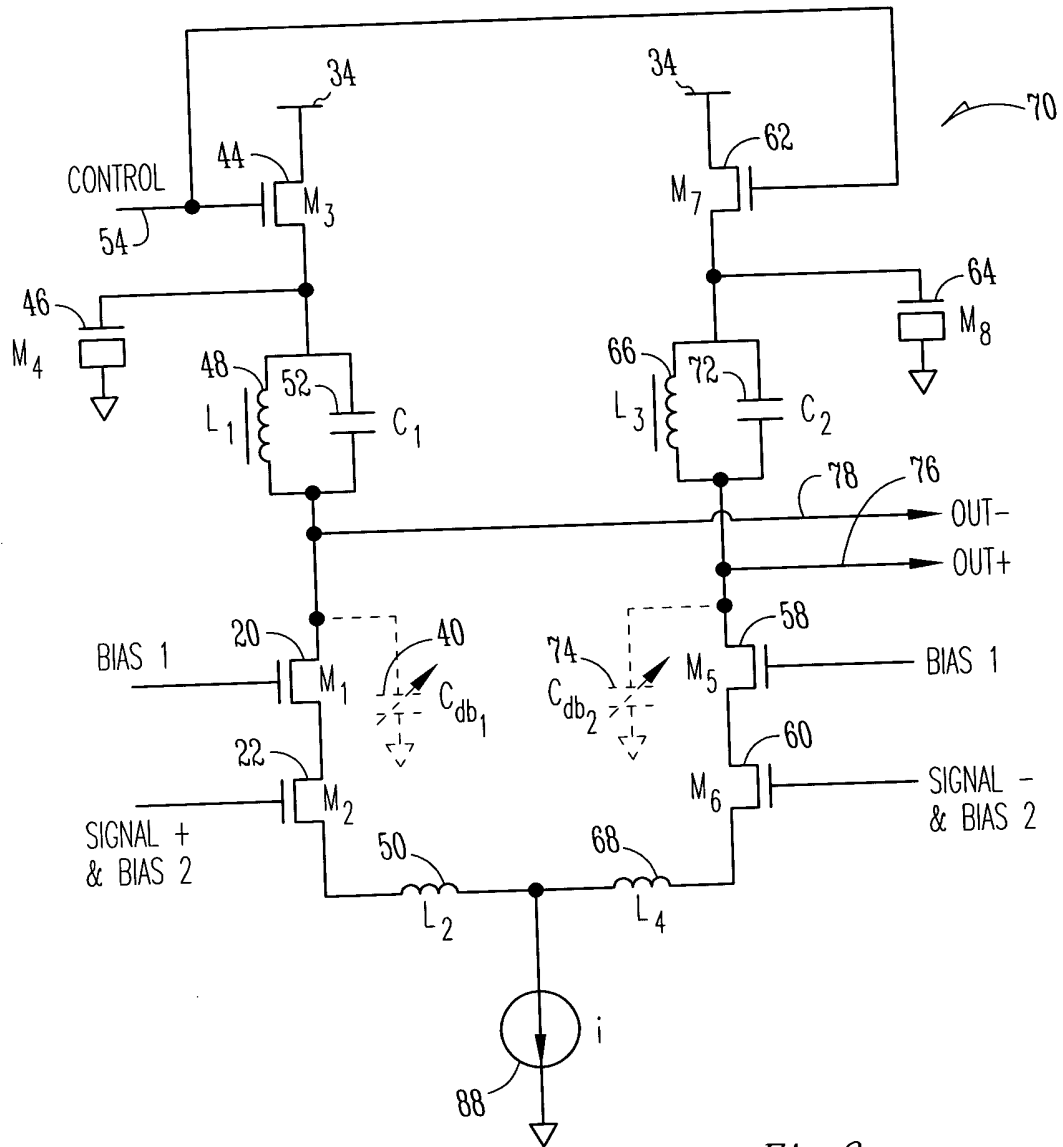 34
34
70
44
62
CONTROL
M3
M7
54
46
64
M4
M8
48
52
66
72
L1
C1
L3
C2
78
76
OUT-
OUT+
20
40
74
58
BIAS 1
M1
Cdb1
Cdb2
M5
BIAS 1
22
60
M2
M6
SIGNAL +
& BIAS 2
SIGNAL -
& BIAS 2
50
68
L2
L4
i
88